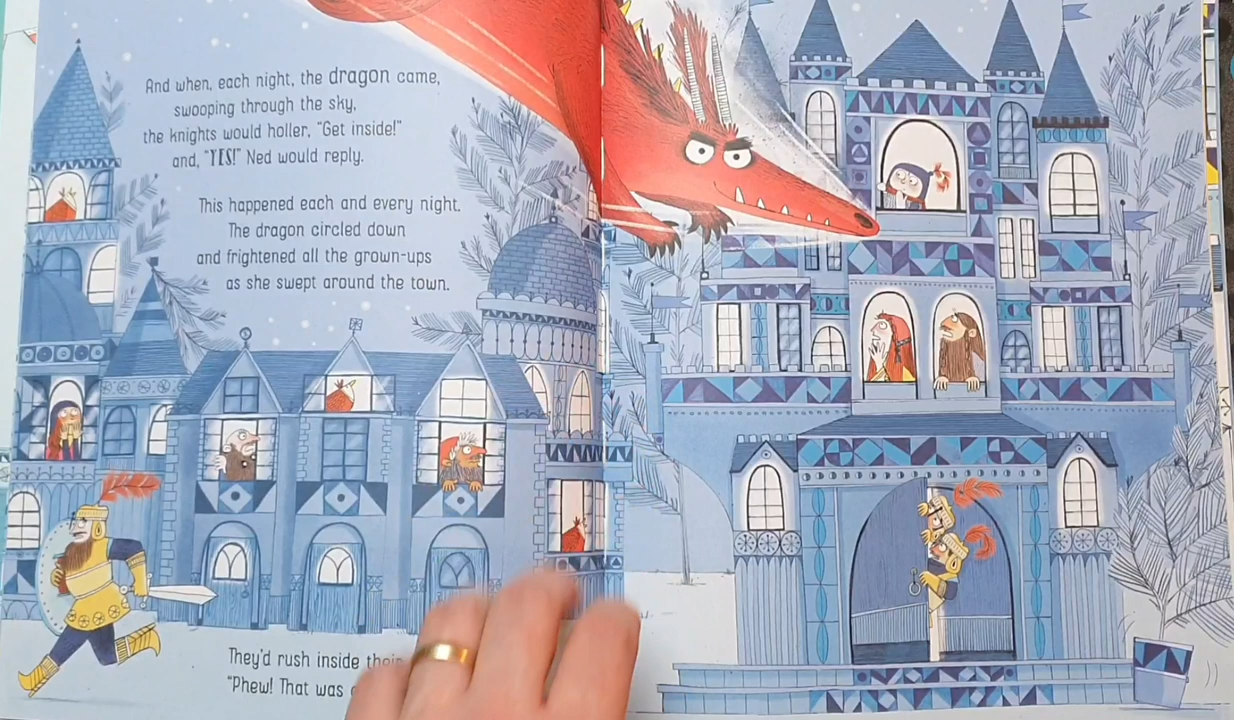 And when, each night, the dragon came,
swooping through the sky,
the knights would holler, "Get inside!"
and, "YES!" Ned would reply.
This happened each and every night.
The dragon circled down
and frightened all the grown-ups
as she swept around the town.
They'd rush inside their
"Phew! That was